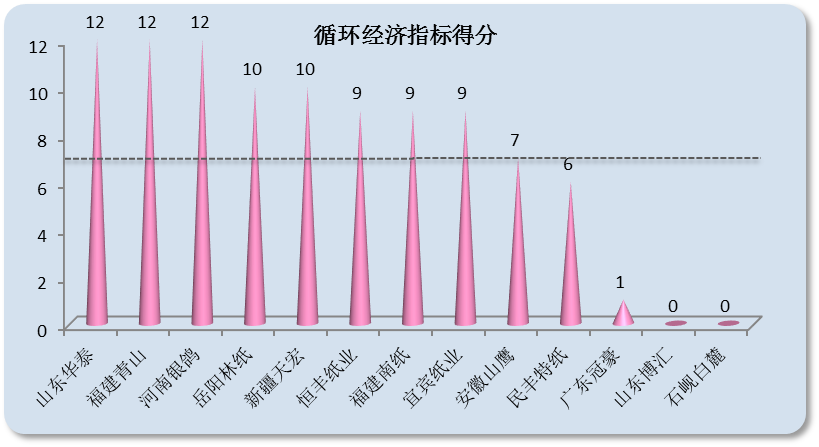 循环经济指标得分
12
12
12
10
10
9
9
9
7
6
1
0
0
12
10
8
6
4
2
0
山东华泰
福建青山
河南银鸽
岳阳林纸
新疆天宏
恒丰纸业
福建南纸
宜宾纸业
安徽山鹰
民丰特纸
广东冠豪
山东博汇
石岘白麓